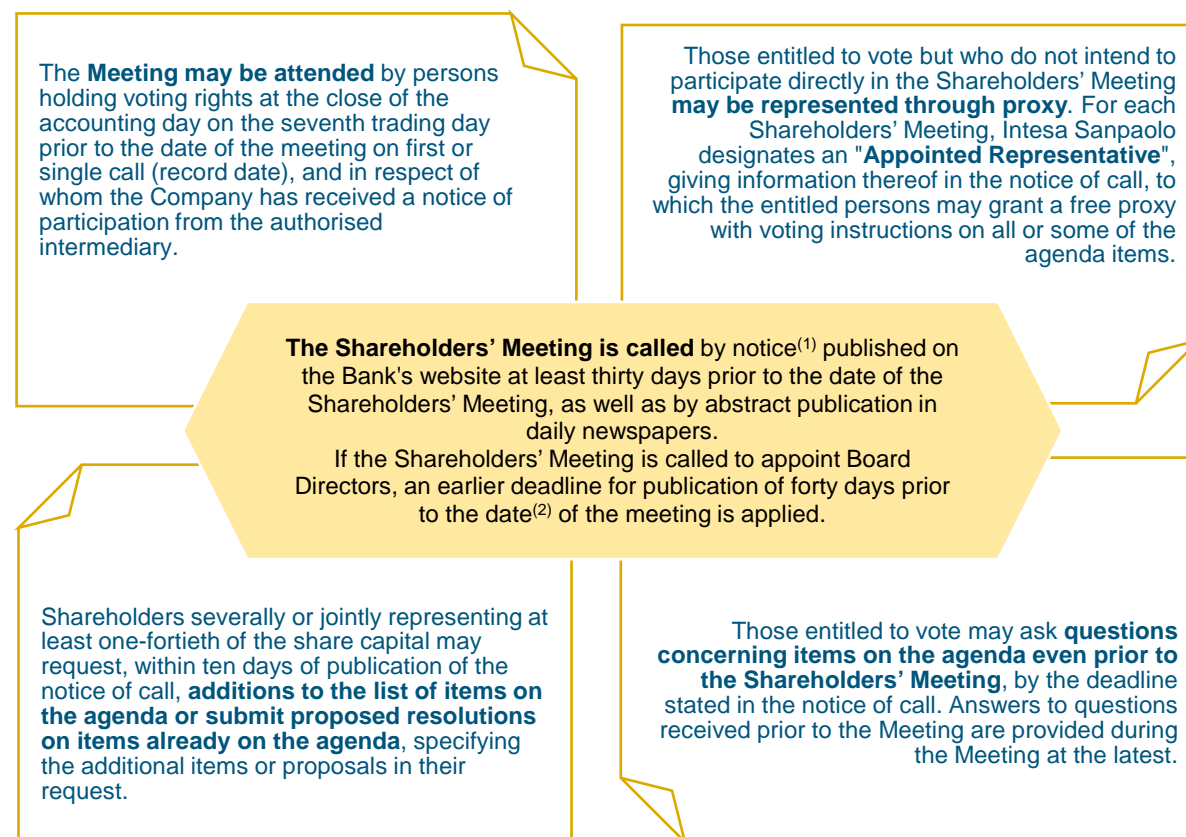 The Meeting may be attended by persons
holding voting rights at the close of the
accounting day on the seventh trading day
prior to the date of the meeting on first or
single call (record date), and in respect of
whom the Company has received a notice of
participation from the authorised
intermediary.
Those entitled to vote but who do not intend to
participate directly in the Shareholders’ Meeting
may be represented through proxy. For each
Shareholders’ Meeting, Intesa Sanpaolo
designates an "Appointed Representative",
giving information thereof in the notice of call, to
which the entitled persons may grant a free proxy
with voting instructions on all or some of the
agenda items.
The Shareholders’ Meeting is called by notice(1) published on
the Bank's website at least thirty days prior to the date of the
Shareholders’ Meeting, as well as by abstract publication in
daily newspapers.
If the Shareholders’ Meeting is called to appoint Board
Directors, an earlier deadline for publication of forty days prior
to the date(2) of the meeting is applied.
Shareholders severally or jointly representing at
least one-fortieth of the share capital may
request, within ten days of publication of the
notice of call, additions to the list of items on
the agenda or submit proposed resolutions
on items already on the agenda, specifying
the additional items or proposals in their
request.
Those entitled to vote may ask questions
concerning items on the agenda even prior to
the Shareholders’ Meeting, by the deadline
stated in the notice of call. Answers to questions
received prior to the Meeting are provided during
the Meeting at the latest.